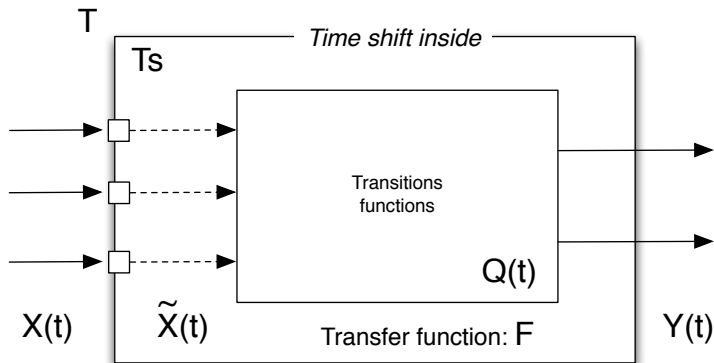 T
Time shift inside
Ts
Transitions
functions
Q(t)
X(t)
X̃(t)
Transfer function: F
Y(t)